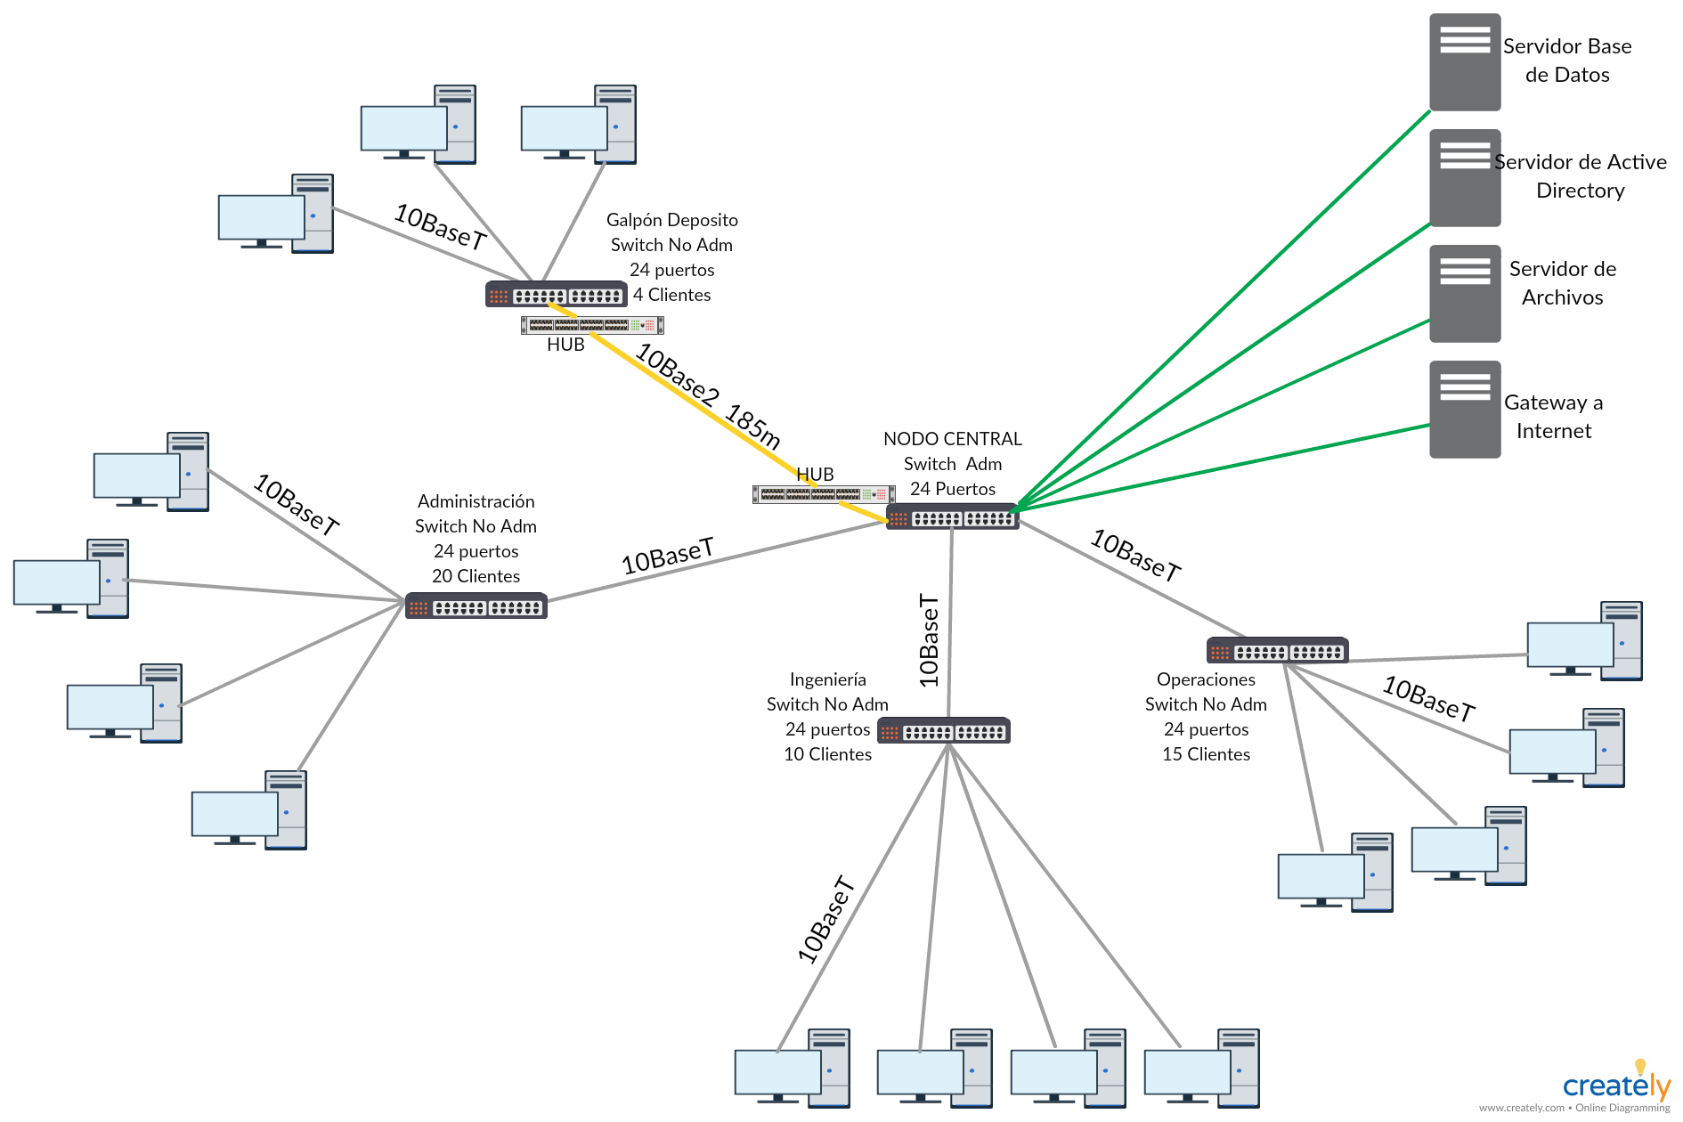 Servidor Base
de Datos
Servidor de Active
Directory
Servidor de
Archivos
Gateway a
Internet
10BaseT
Galpón Deposito
Switch No Adm
24 puertos
4 Clientes
HUB
10Base2 185m
HUB
NODO CENTRAL
Switch Adm
24 Puertos
10BaseT
Administración
Switch No Adm
24 puertos
20 Clientes
10BaseT
10BaseT
10BaseT
Ingeniería
Switch No Adm
24 puertos
10 Clientes
Operaciones
Switch No Adm
24 puertos
15 Clientes
10BaseT
10BaseT
creately
www.creately.com • Online Diagramming